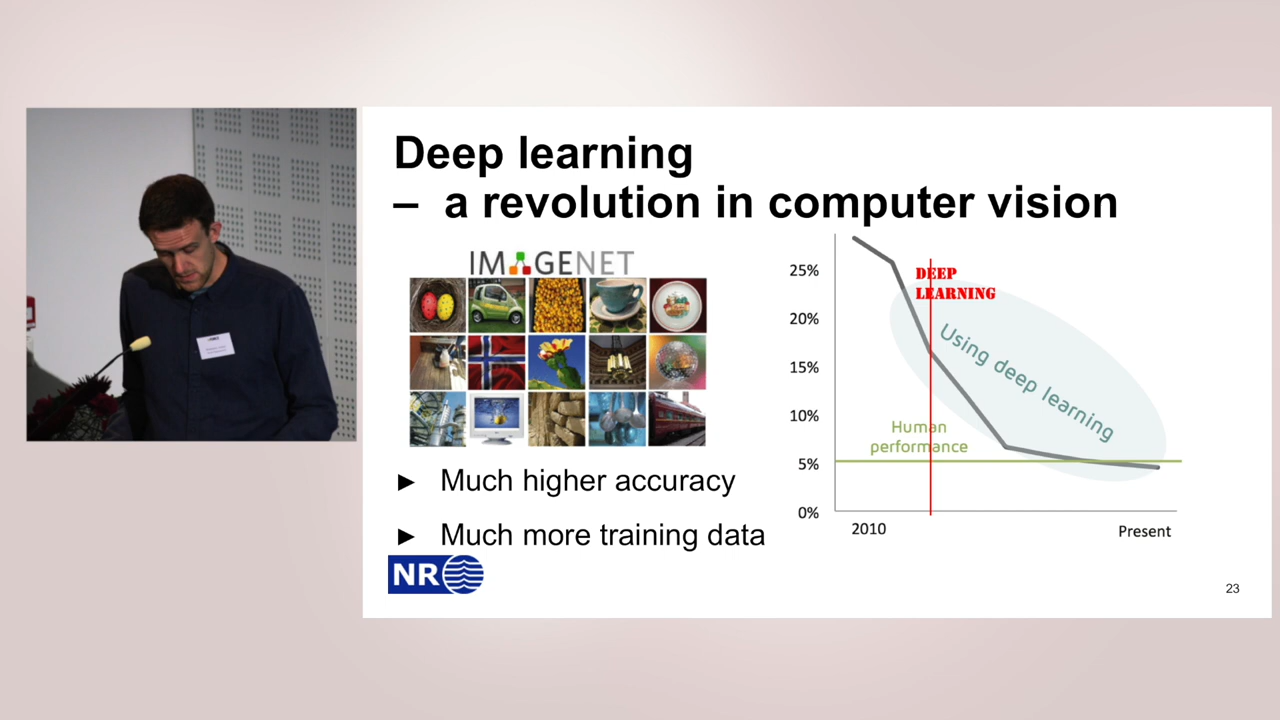 Deep learning
– a revolution in computer vision
IMAGENET
► Much higher accuracy
► Much more training data
25%
20%
15%
10%
5%
0%
DEEP
LEARNING
Using deep learning
Human
performance
2010
Present
NR
23